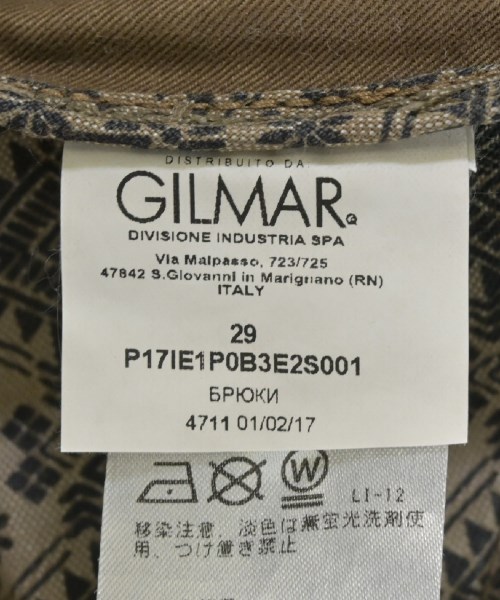 DISTRIBUITO DA
GILMAR
DIVISIONE INDUSTRIA SPA
Via Malpasso, 723/725
47842 S.Giovanni in Marignano (RN)
ITALY
29
P17IE1P0B3E2S001
БРЮКИ
4711 01/02/17
W
LI-12
移染注意、淡色は無蛍光洗剤使
用、つけ置き禁止